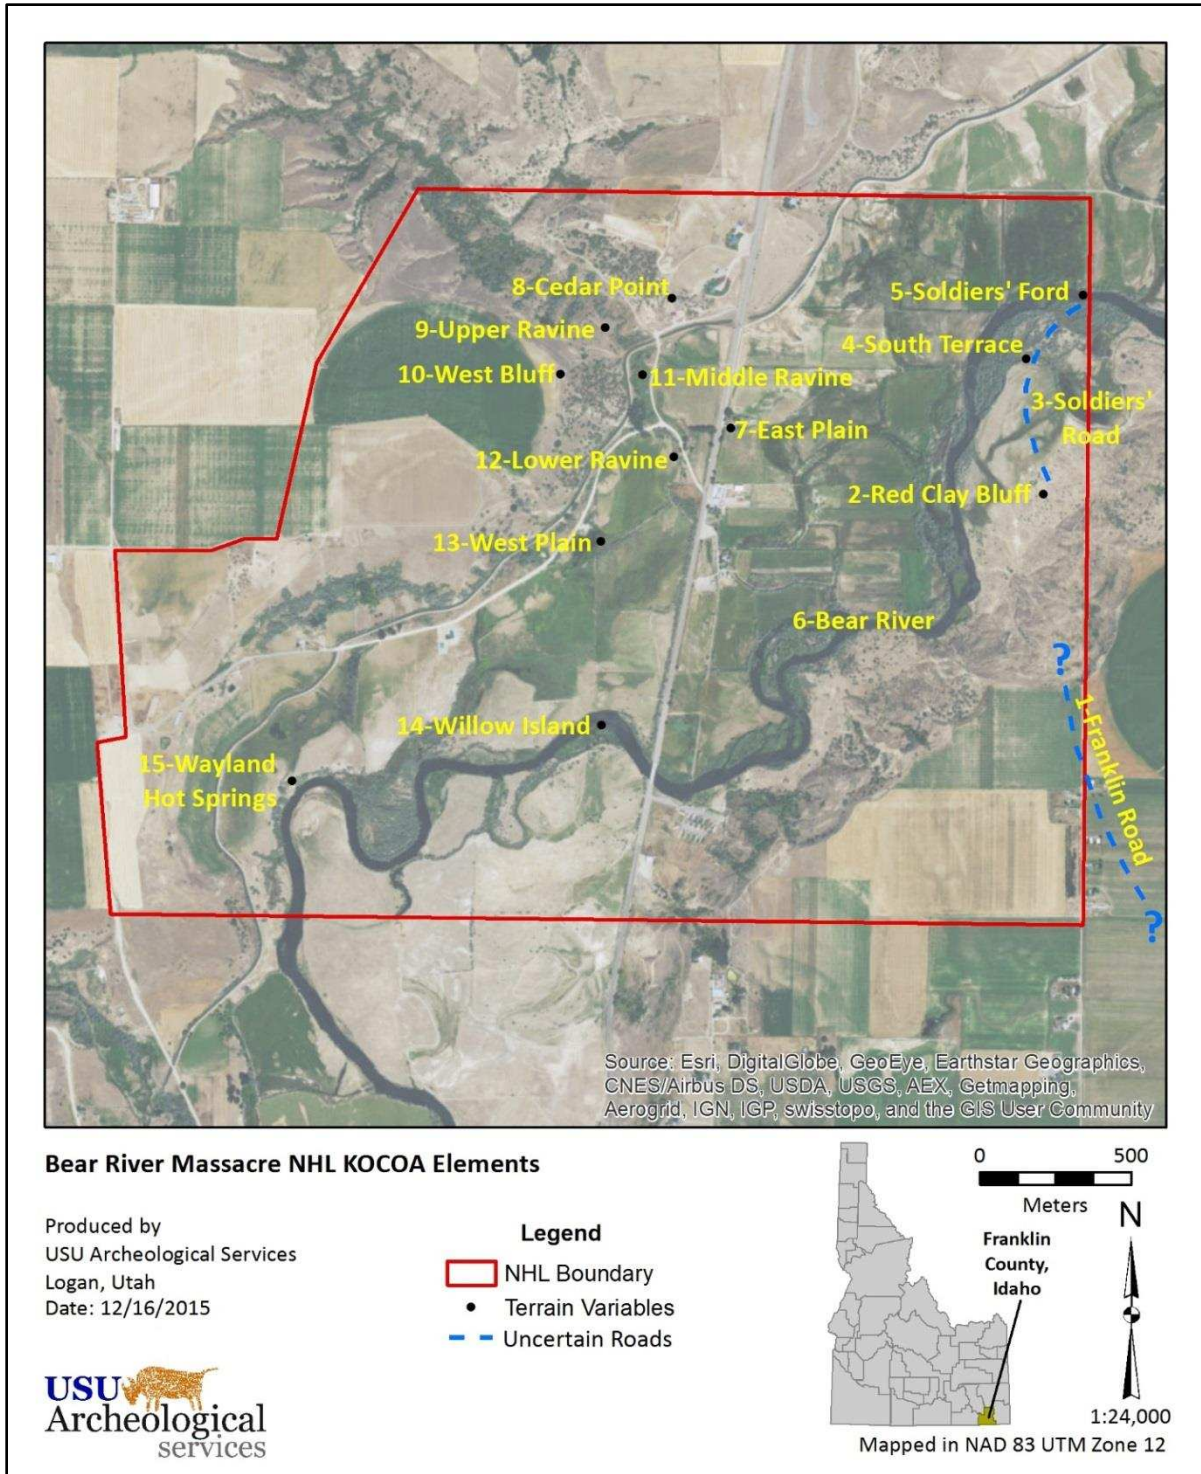 8-Cedar Point
5-Soldiers' Ford
9-Upper Ravine
4-South Terrace
10-West Bluff
11-Middle Ravine
3-Soldiers'
Road
7-East Plain
12-Lower Ravine
2-Red Clay Bluff
13-West Plain
6-Bear River
?
1-Franklin Road
14-Willow Island
15-Wayland
Hot Springs
?
Source: Esri, DigitalGlobe, GeoEye, Earthstar Geographics,
CNES/Airbus DS, USDA, USGS, AEX, Getmapping,
Aerogrid, IGN, IGP, swisstopo, and the GIS User Community
Bear River Massacre NHL KOCOA Elements
Produced by
USU Archeological Services
Logan, Utah
Date: 12/16/2015
USU
Archeological
services
Legend
NHL Boundary
Terrain Variables
Uncertain Roads
Franklin
County,
Idaho
0 500
Meters
N
1:24,000
Mapped in NAD 83 UTM Zone 12